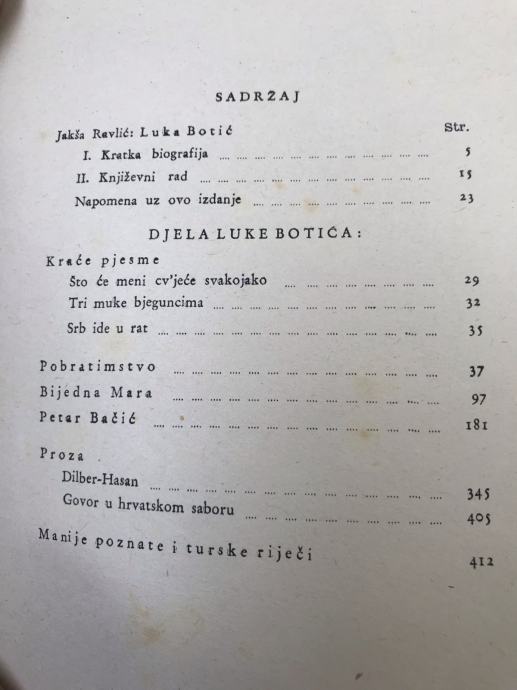 SADRŽAJ
Jakša Ravlić: Luka Botić Str.
I. Kratka biografija 5
II. Književni rad 15
Napomena uz ovo izdanje 23
DJELA LUKE BOTIĆA:
Kraće pjesme
Što će meni cv'jeće svakojako 29
Tri muke bjeguncima 32
Srb ide u rat 35
Pobratimstvo 37
Bijedna Mara 97
Petar Bačić 181
Proza
Dilber-Hasan 345
Govor u hrvatskom saboru 405
Manije poznate i turske riječi 412